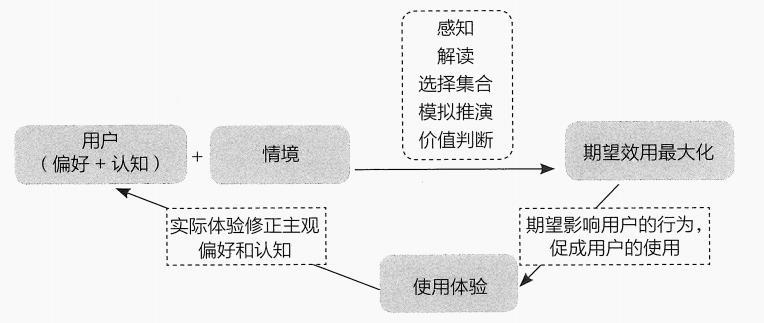 感知
解读
选择集合
模拟推演
价值判断
用户
（偏好 + 认知）
+
情境
期望效用最大化
实际体验修正主观
偏好和认知
期望影响用户的行为，
促成用户的使用
使用体验